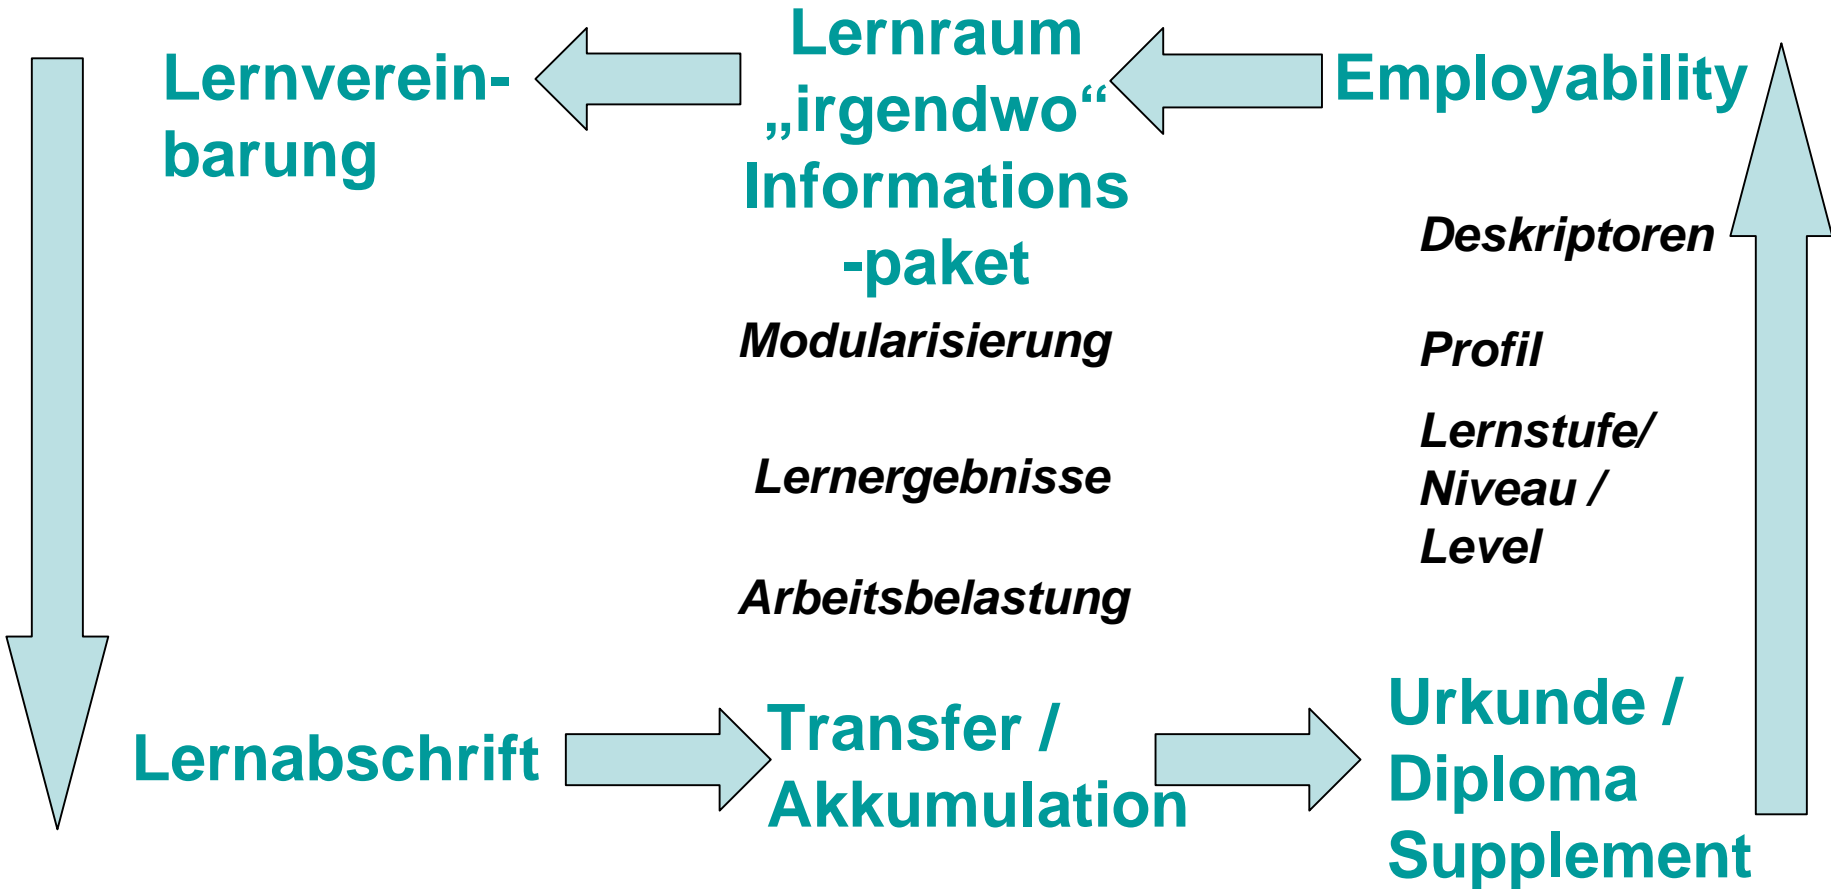 Lernverein-
barung
Lernraum
„irgendwo“
Informations
-paket
Employability
Modularisierung
Lernergebnisse
Arbeitsbelastung
Deskriptoren
Profil
Lernstufe/
Niveau /
Level
Lernabschrift
Transfer /
Akkumulation
Urkunde /
Diploma
Supplement